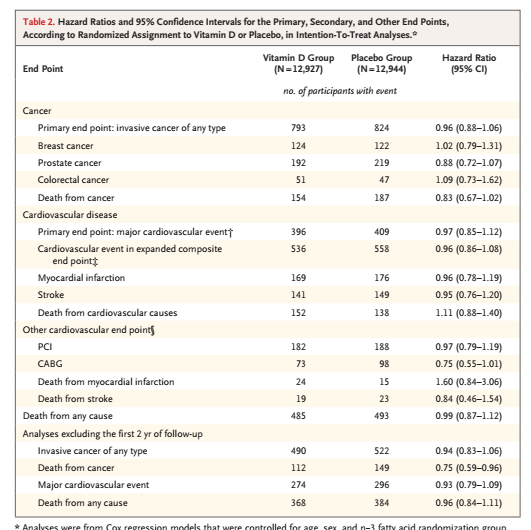 Table 2. Hazard Ratios and 95% Confidence Intervals for the Primary, Secondary, and Other End Points,
According to Randomized Assignment to Vitamin D or Placebo, in Intention-To-Treat Analyses.*
End Point Vitamin D Group (N=12,927) Placebo Group (N=12,944) Hazard Ratio (95% CI)
no. of participants with event
Cancer
Primary end point: invasive cancer of any type 793 824 0.96 (0.88–1.06)
Breast cancer 124 122 1.02 (0.79–1.31)
Prostate cancer 192 219 0.88 (0.72–1.07)
Colorectal cancer 51 47 1.09 (0.73–1.62)
Death from cancer 154 187 0.83 (0.67–1.02)
Cardiovascular disease
Primary end point: major cardiovascular event† 396 409 0.97 (0.85–1.12)
Cardiovascular event in expanded composite 536 558 0.96 (0.86–1.08)
end point‡
Myocardial infarction 169 176 0.96 (0.78–1.19)
Stroke 141 149 0.95 (0.76–1.20)
Death from cardiovascular causes 152 138 1.11 (0.88–1.40)
Other cardiovascular end point§
PCI 182 188 0.97 (0.79–1.19)
CABG 73 98 0.75 (0.55–1.01)
Death from myocardial infarction 24 15 1.60 (0.84–3.06)
Death from stroke 19 23 0.84 (0.46–1.54)
Death from any cause 485 493 0.99 (0.87–1.12)
Analyses excluding the first 2 yr of follow-up
Invasive cancer of any type 490 522 0.94 (0.83–1.06)
Death from cancer 112 149 0.75 (0.59–0.96)
Major cardiovascular event 274 296 0.93 (0.79–1.09)
Death from any cause 368 384 0.96 (0.84–1.11)
* Analyses were from Cox regression models that were controlled for age, sex, and n–3 fatty acid randomization group